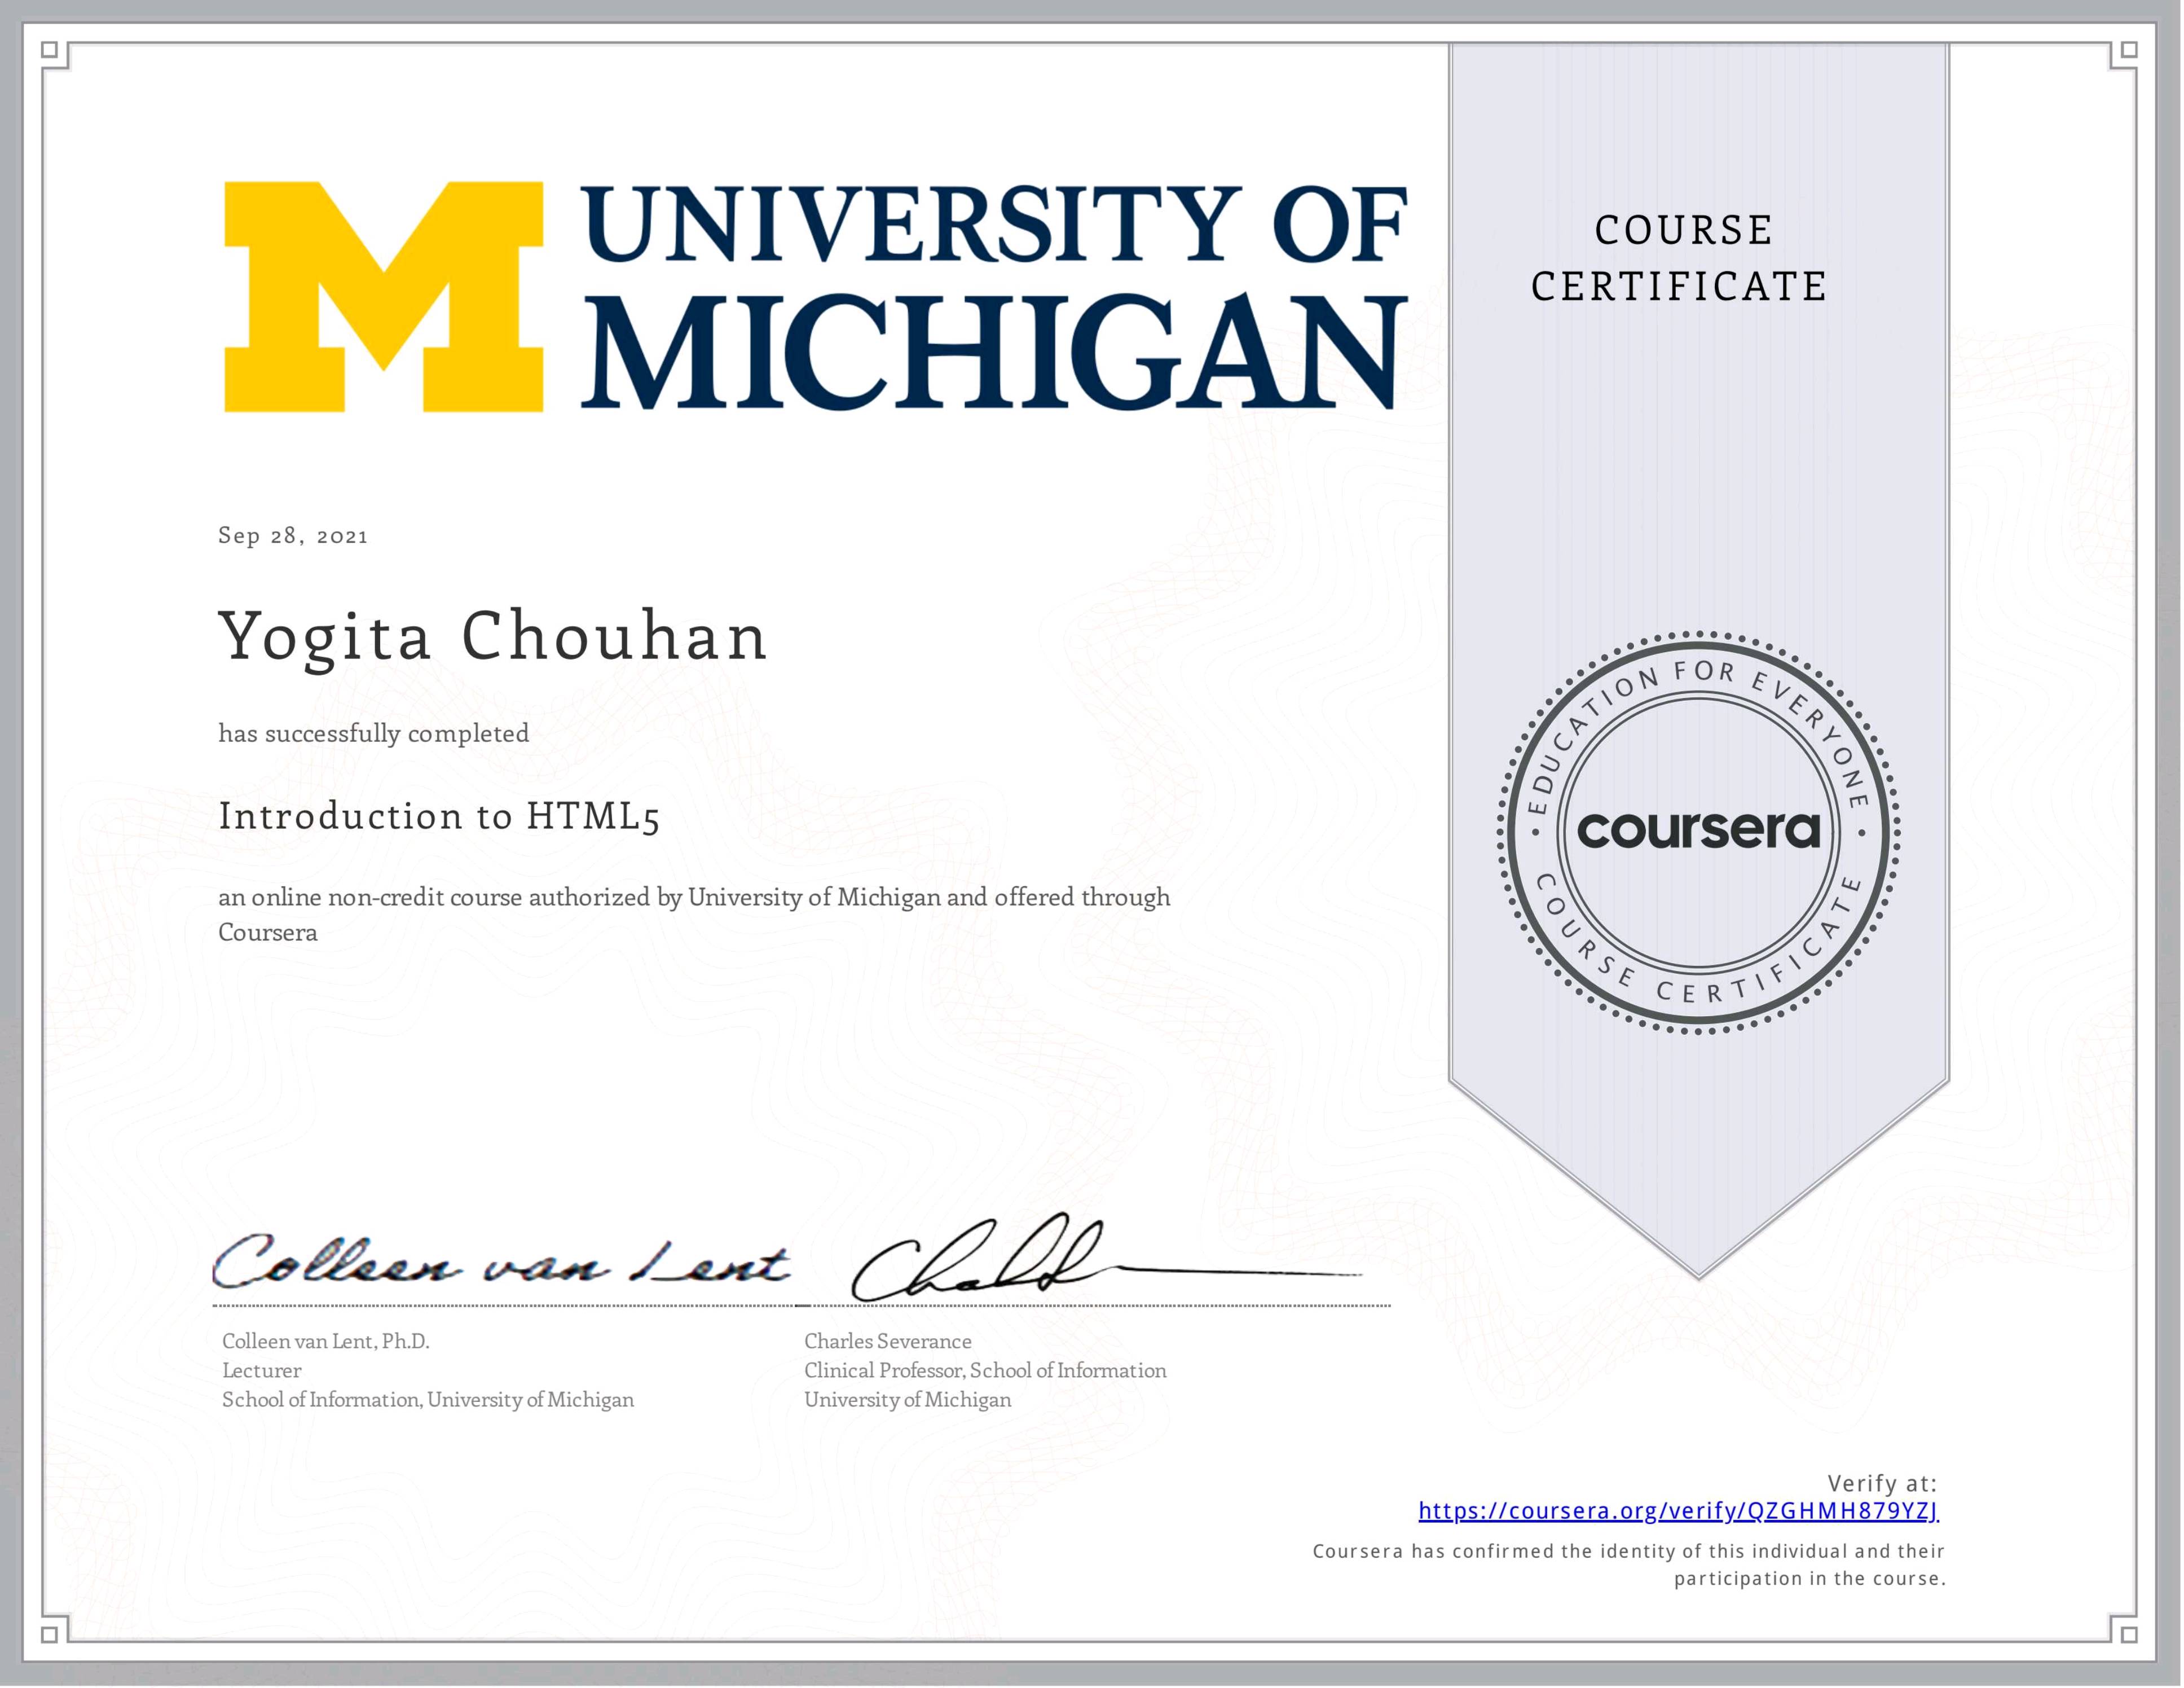 UNIVERSITY OF
MICHIGAN
COURSE
CERTIFICATE
Sep 28, 2021
Yogita Chouhan
has successfully completed
Introduction to HTML5
an online non-credit course authorized by University of Michigan and offered through
Coursera
EDUCATION FOR EVERYONE
coursera
COURSE CERTIFICATE
Colleen van Lent
Colleen van Lent, Ph.D.
Lecturer
School of Information, University of Michigan
Charles Severance
Clinical Professor, School of Information
University of Michigan
Verify at:
https://coursera.org/verify/QZGHMH879YZJ
Coursera has confirmed the identity of this individual and their
participation in the course.